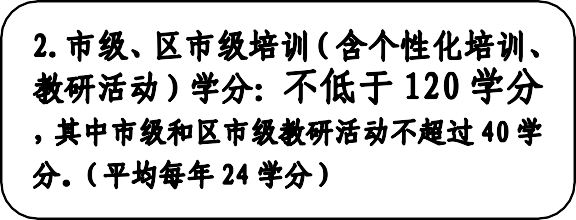 2.市级、区市级培训（含个性化培训、
教研活动）学分：不低于120学分
，其中市级和区市级教研活动不超过40学
分。（平均每年24学分）